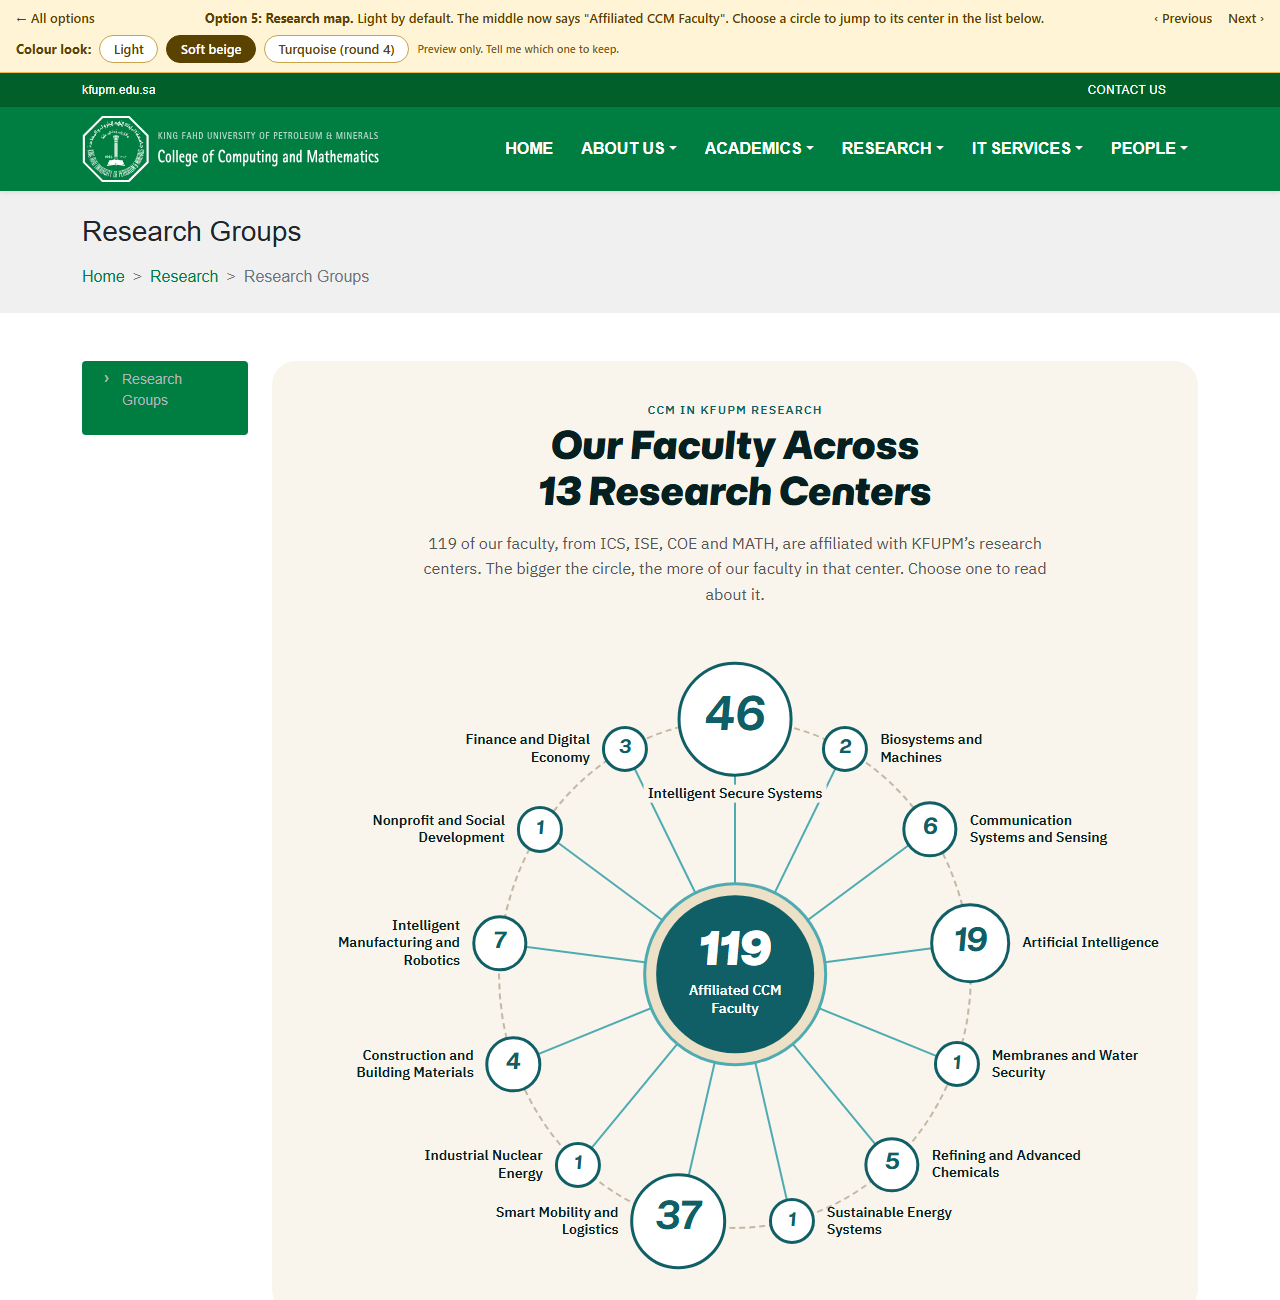 ← All options
Option 5: Research map. Light by default. The middle now says "Affiliated CCM Faculty". Choose a circle to jump to its center in the list below.
‹ Previous
Next ›
Colour look:
Light
Soft beige
Turquoise (round 4)
Preview only. Tell me which one to keep.
kfupm.edu.sa
CONTACT US
KING FAHD UNIVERSITY OF PETROLEUM & MINERALS
College of Computing and Mathematics
HOME
ABOUT US
ACADEMICS
RESEARCH
IT SERVICES
PEOPLE
Research Groups
Home > Research > Research Groups
› Research
Groups
CCM IN KFUPM RESEARCH
Our Faculty Across
13 Research Centers
119 of our faculty, from ICS, ISE, COE and MATH, are affiliated with KFUPM’s research
centers. The bigger the circle, the more of our faculty in that center. Choose one to read
about it.
46
Intelligent Secure Systems
Finance and Digital
Economy
3
2
Biosystems and
Machines
Nonprofit and Social
Development
1
6
Communication
Systems and Sensing
Intelligent
Manufacturing and
Robotics
7
119
Affiliated CCM
Faculty
19
Artificial Intelligence
Construction and
Building Materials
4
1
Membranes and Water
Security
Industrial Nuclear
Energy
1
5
Refining and Advanced
Chemicals
Smart Mobility and
Logistics
37
1
Sustainable Energy
Systems